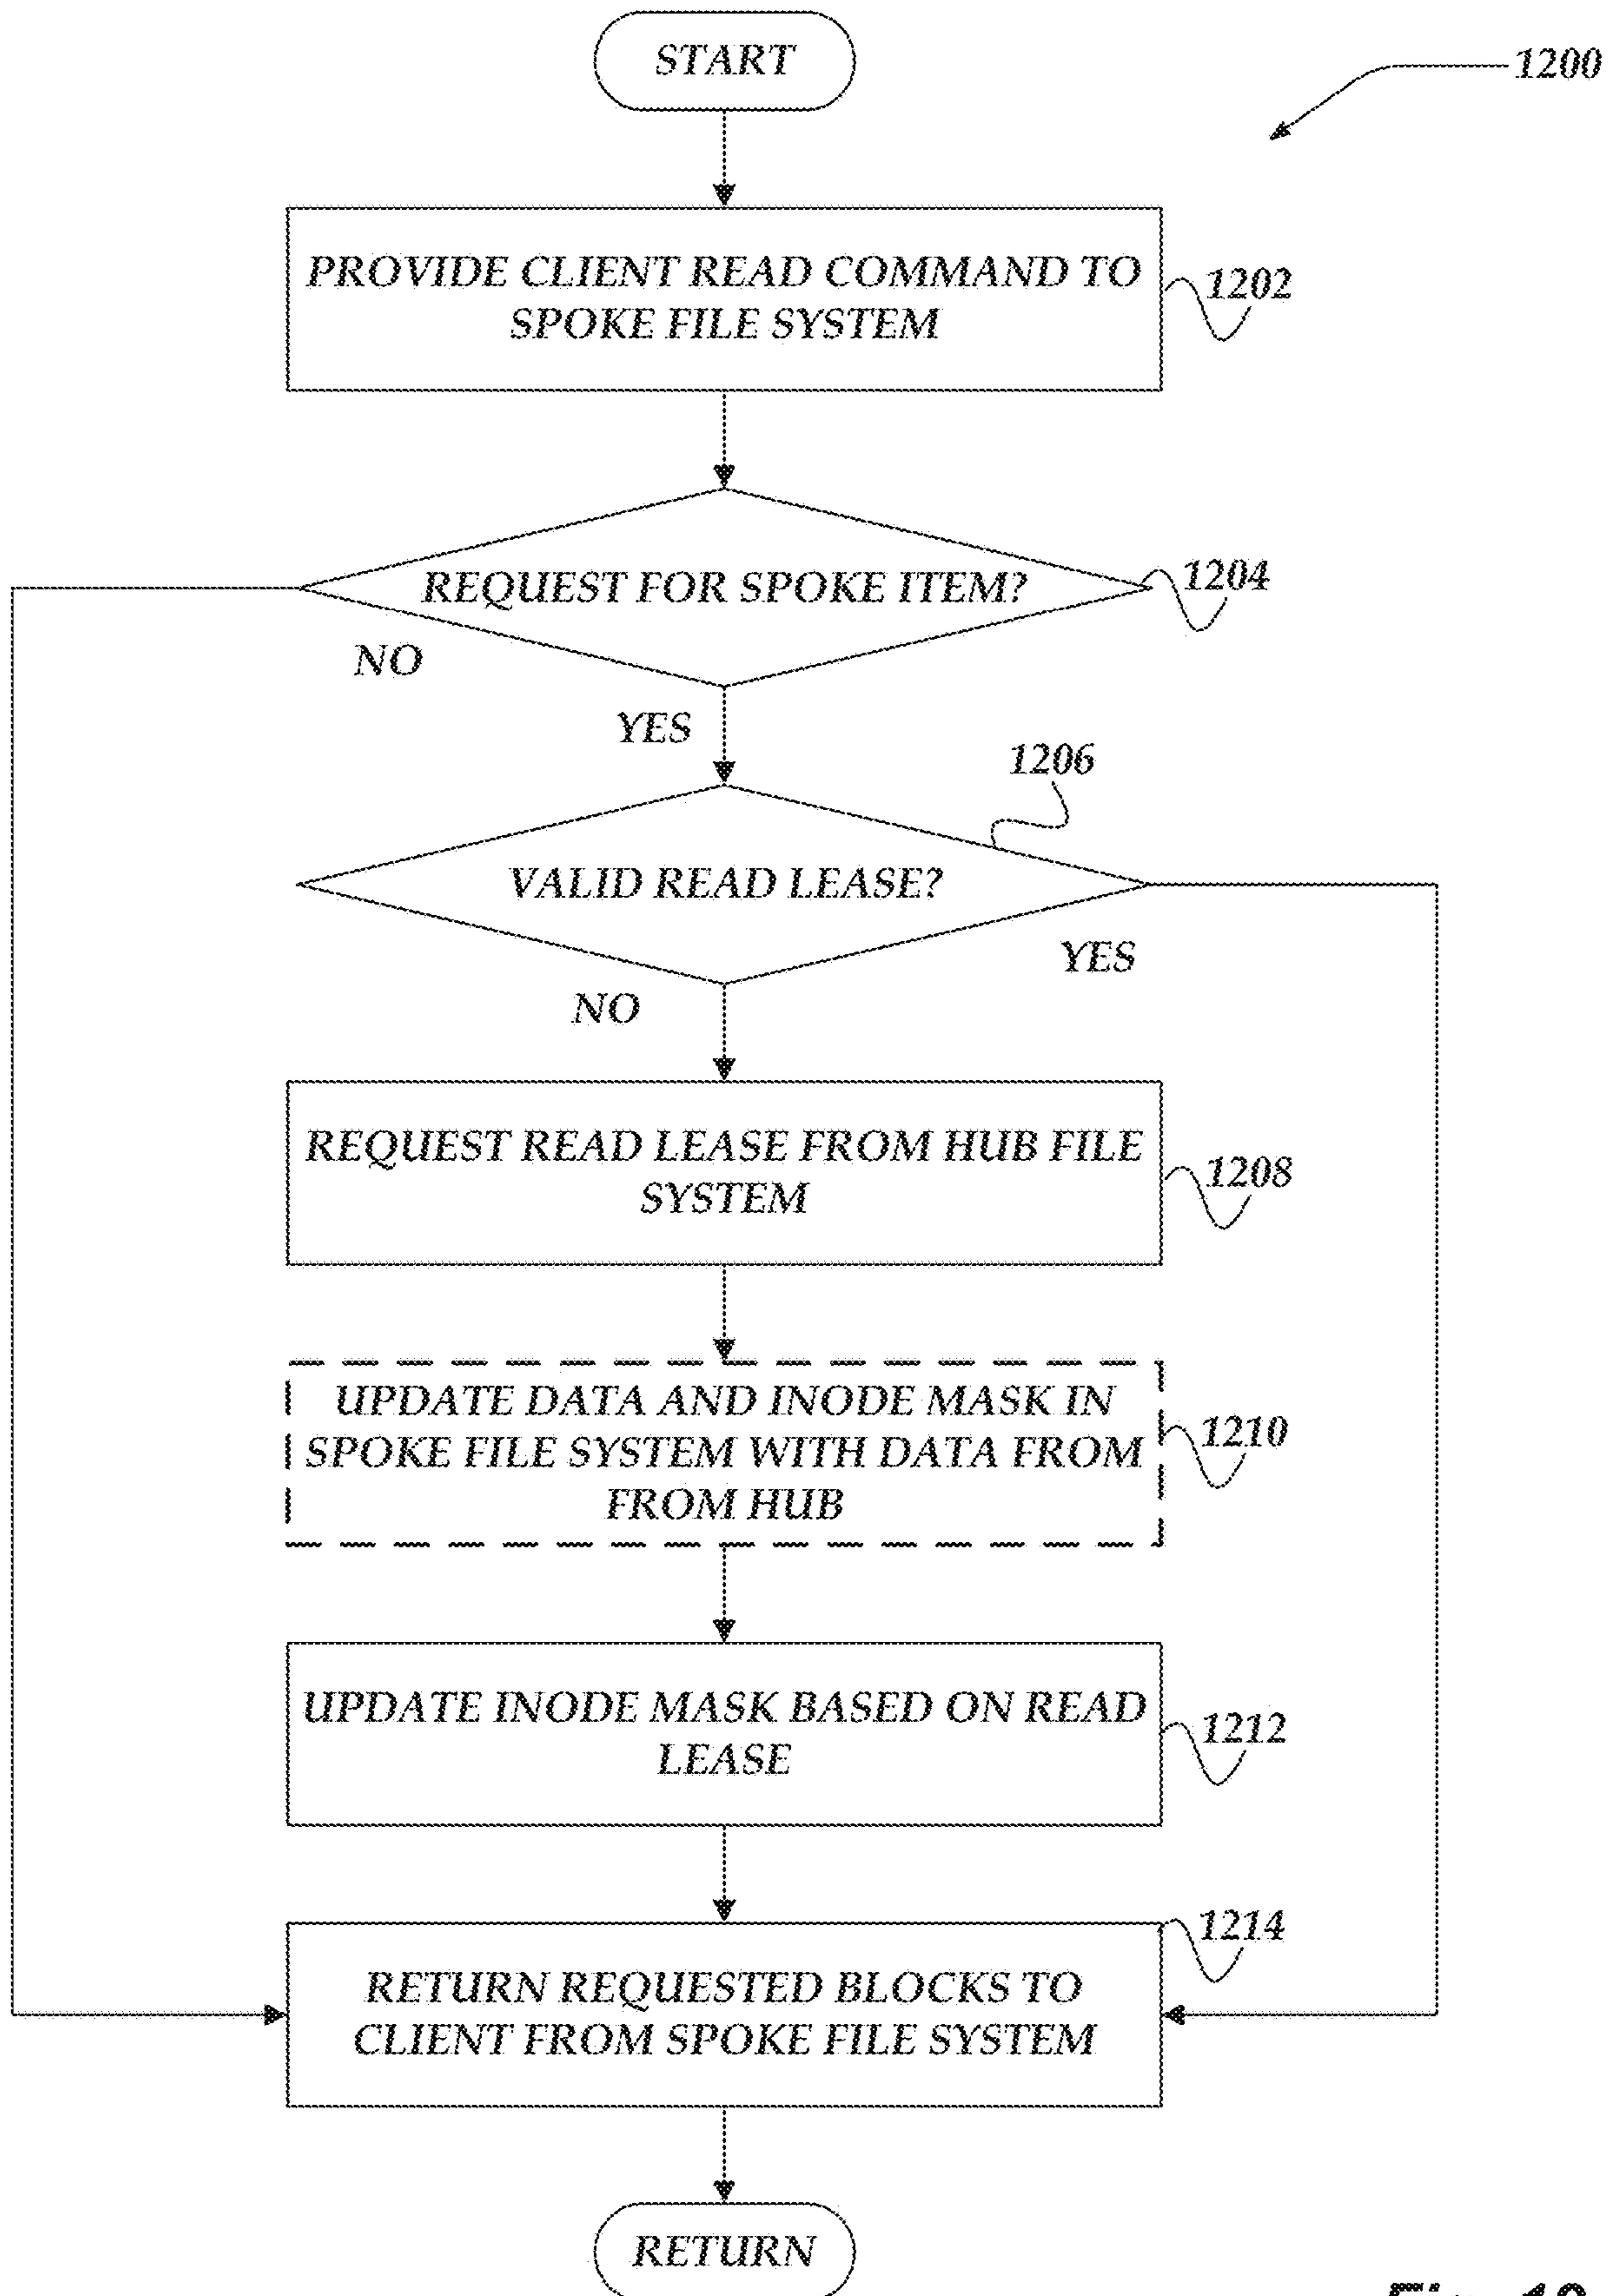 START
1200
PROVIDE CLIENT READ COMMAND TO
SPOKE FILE SYSTEM
1202
REQUEST FOR SPOKE ITEM?
1204
NO
YES
1206
VALID READ LEASE?
YES
NO
REQUEST READ LEASE FROM HUB FILE
SYSTEM
1208
UPDATE DATA AND INODE MASK IN
SPOKE FILE SYSTEM WITH DATA FROM
FROM HUB
1210
UPDATE INODE MASK BASED ON READ
LEASE
1212
1214
RETURN REQUESTED BLOCKS TO
CLIENT FROM SPOKE FILE SYSTEM
RETURN